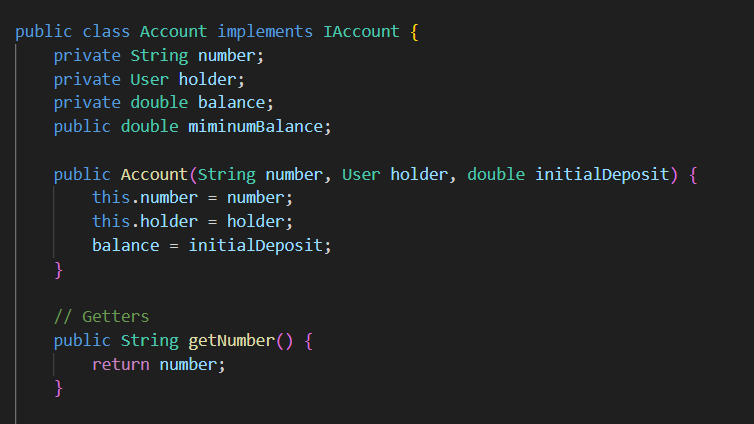 public class Account implements IAccount {
private String number;
private User holder;
private double balance;
public double miminumBalance;
public Account(String number, User holder, double initialDeposit) {
this.number = number;
this.holder = holder;
balance = initialDeposit;
}
// Getters
public String getNumber() {
return number;
}